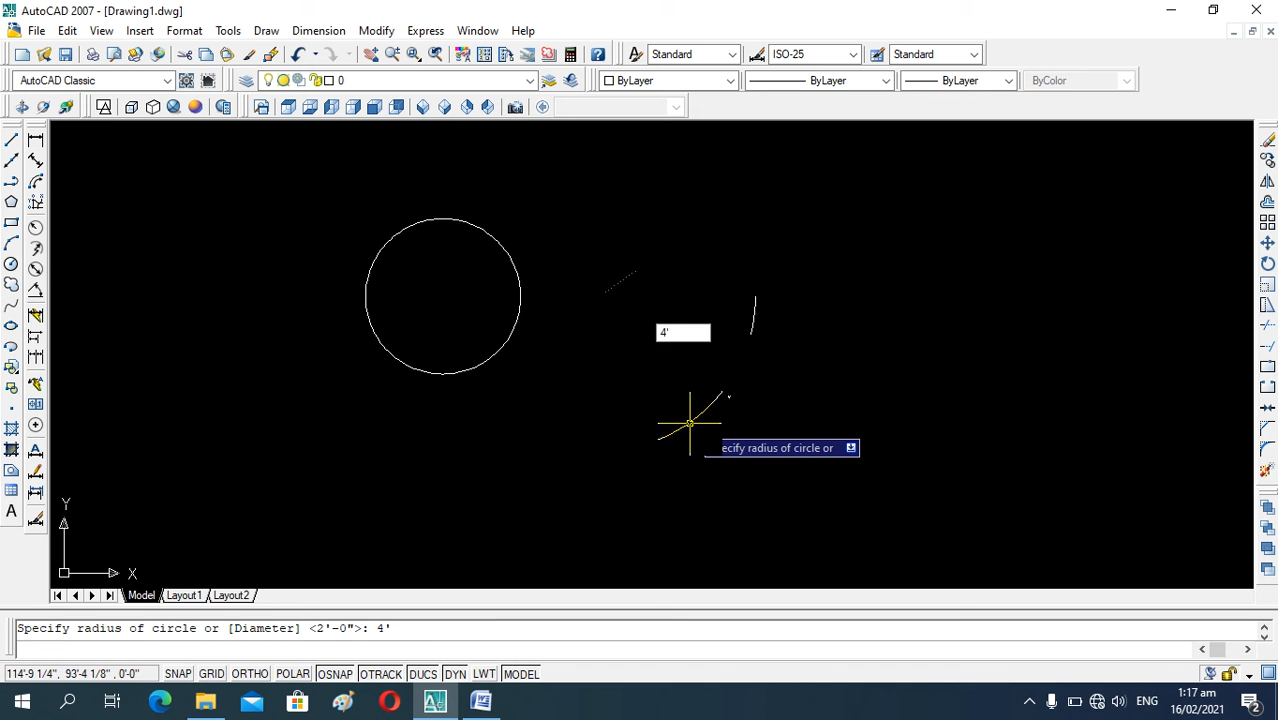 AutoCAD 2007 - [Drawing1.dwg]
File Edit View Insert Format Tools Draw Dimension Modify Express Window Help
Standard ISO-25 Standard
AutoCAD Classic 0 ByLayer ByLayer ByLayer ByColor
4'
ecify radius of circle or
Y
X
Model Layout1 Layout2
Specify radius of circle or [Diameter] <2'-0">: 4'
114'-9 1/4", 93'-4 1/8", 0'-0" SNAP GRID ORTHO POLAR OSNAP OTRACK DUCS DYN LWT MODEL
ENG
1:17 am
16/02/2021
2